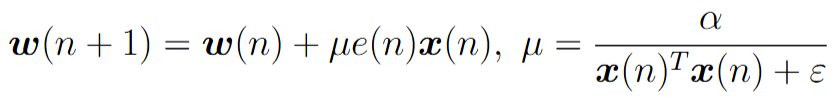 w(n + 1) = w(n) + μe(n)x(n), μ = α / (x(n)^T x(n) + ε)